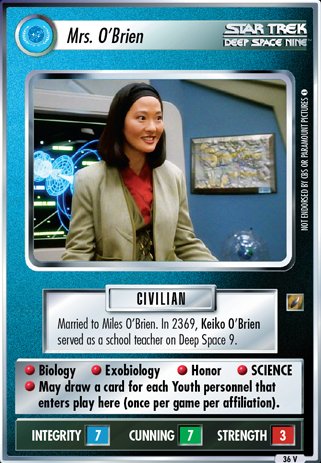 Mrs. O'Brien
STAR TREK
DEEP SPACE NINE
NOT ENDORSED BY CBS OR PARAMOUNT PICTURES
CIVILIAN
Married to Miles O'Brien. In 2369, Keiko O'Brien
served as a school teacher on Deep Space 9.
Biology Exobiology Honor SCIENCE
May draw a card for each Youth personnel that
enters play here (once per game per affiliation).
INTEGRITY 7 CUNNING 7 STRENGTH 3
36 V